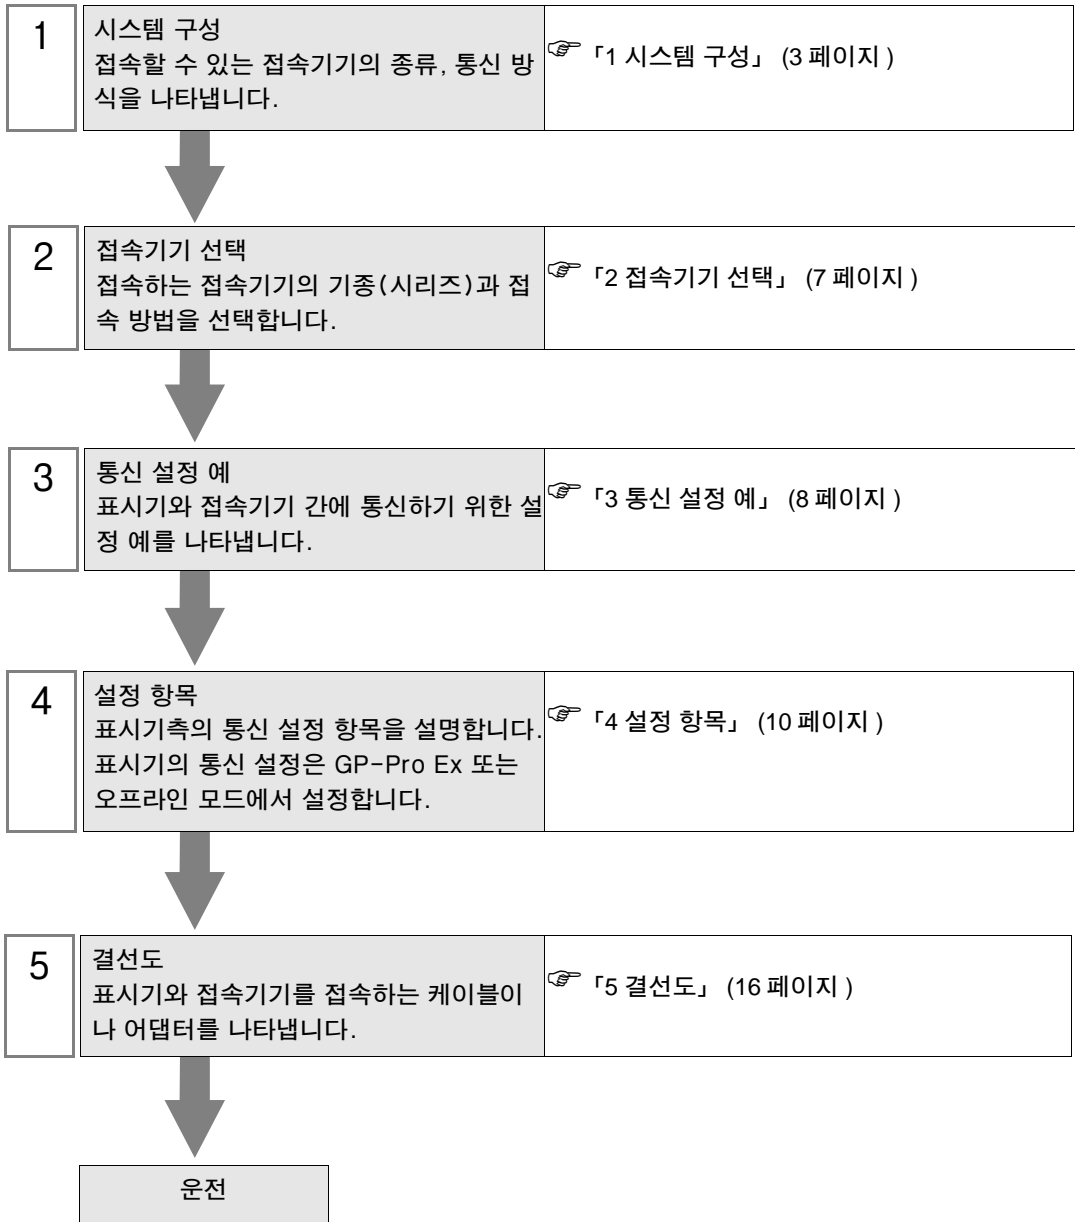 1
시스템 구성
접속할 수 있는 접속기기의 종류, 통신 방
식을 나타냅니다.
☞ 「1 시스템 구성」 (3 페이지 )
2
접속기기 선택
접속하는 접속기기의 기종(시리즈)과 접
속 방법을 선택합니다.
☞ 「2 접속기기 선택」 (7 페이지 )
3
통신 설정 예
표시기와 접속기기 간에 통신하기 위한 설
정 예를 나타냅니다.
☞ 「3 통신 설정 예」 (8 페이지 )
4
설정 항목
표시기측의 통신 설정 항목을 설명합니다.
표시기의 통신 설정은 GP-Pro Ex 또는
오프라인 모드에서 설정합니다.
☞ 「4 설정 항목」 (10 페이지 )
5
결선도
표시기와 접속기기를 접속하는 케이블이
나 어댑터를 나타냅니다.
☞ 「5 결선도」 (16 페이지 )
운전